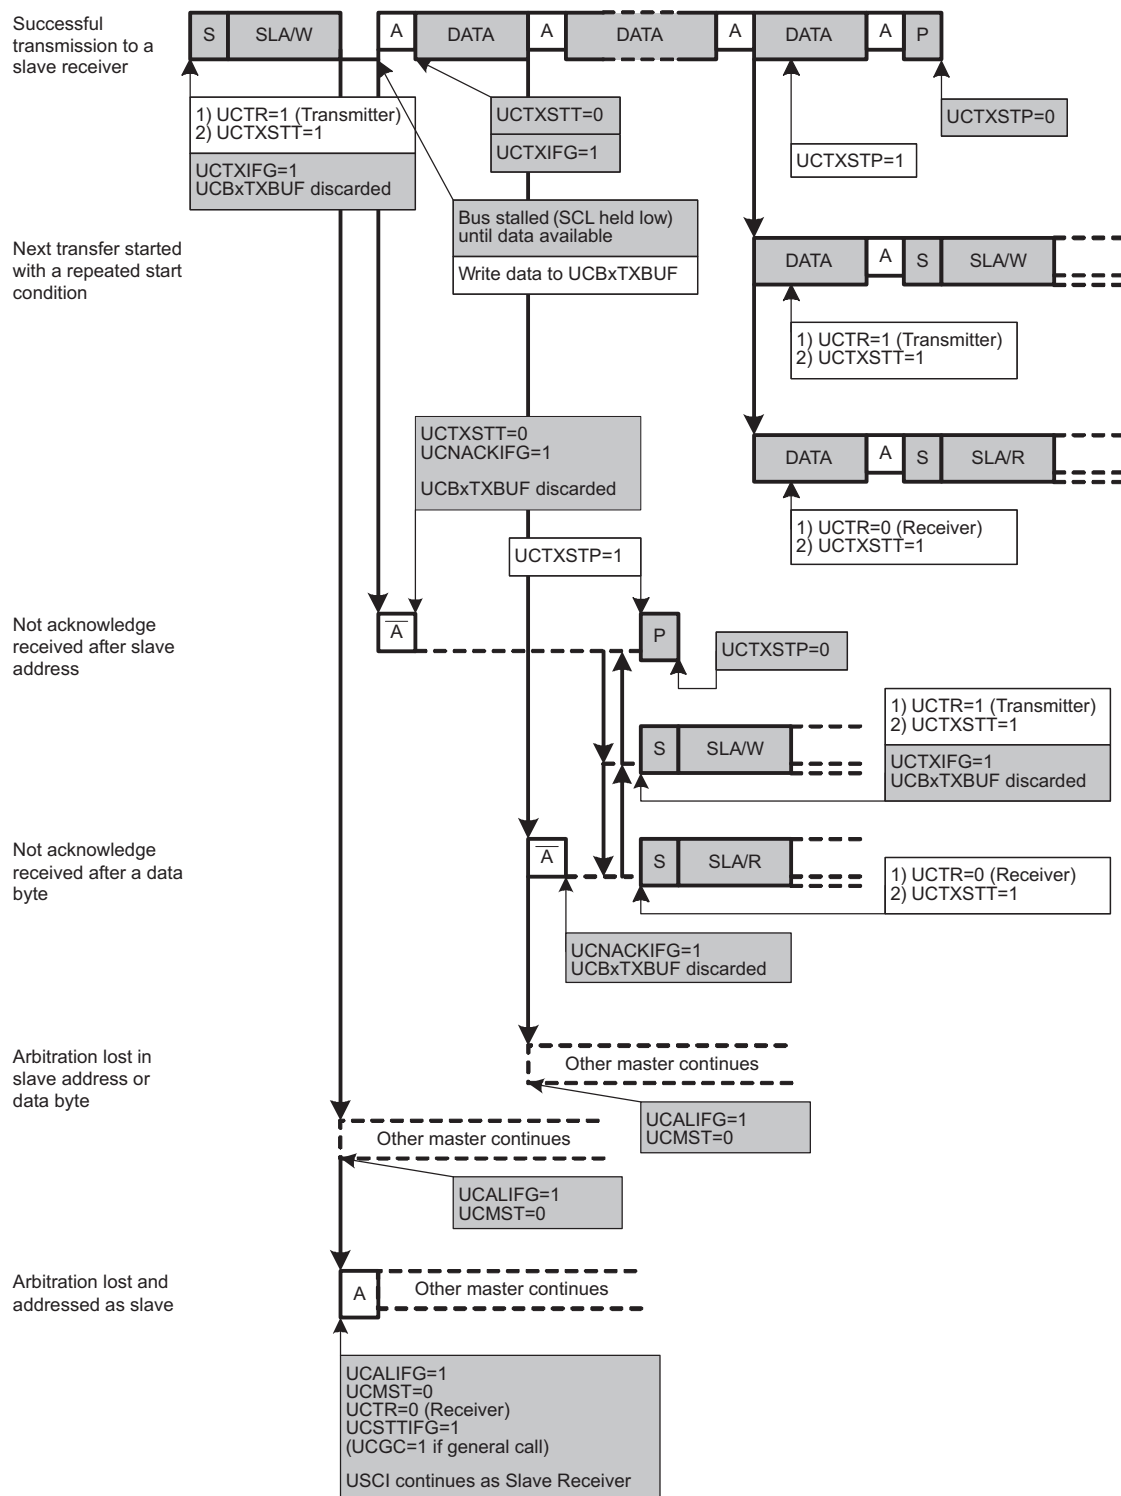 Successful
transmission to a
slave receiver
S
SLA/W
A
DATA
A
DATA
A
DATA
A
P
1) UCTR=1 (Transmitter)
2) UCTXSTT=1
UCTXIFG=1
UCBxTXBUF discarded
UCTXSTT=0
UCTXIFG=1
UCTXSTP=0
UCTXSTP=1
Bus stalled (SCL held low)
until data available
Write data to UCBxTXBUF
Next transfer started
with a repeated start
condition
DATA
A
S
SLA/W
1) UCTR=1 (Transmitter)
2) UCTXSTT=1
DATA
A
S
SLA/R
1) UCTR=0 (Receiver)
2) UCTXSTT=1
UCTXSTT=0
UCNACKIFG=1
UCBxTXBUF discarded
UCTXSTP=1
Not acknowledge
received after slave
address
A̅
P
UCTXSTP=0
S
SLA/W
1) UCTR=1 (Transmitter)
2) UCTXSTT=1
UCTXIFG=1
UCBxTXBUF discarded
Not acknowledge
received after a data
byte
A̅
S
SLA/R
1) UCTR=0 (Receiver)
2) UCTXSTT=1
UCNACKIFG=1
UCBxTXBUF discarded
Arbitration lost in
slave address or
data byte
Other master continues
UCALIFG=1
UCMST=0
Other master continues
UCALIFG=1
UCMST=0
Arbitration lost and
addressed as slave
A
Other master continues
UCALIFG=1
UCMST=0
UCTR=0 (Receiver)
UCSTTIFG=1
(UCGC=1 if general call)
USCI continues as Slave Receiver